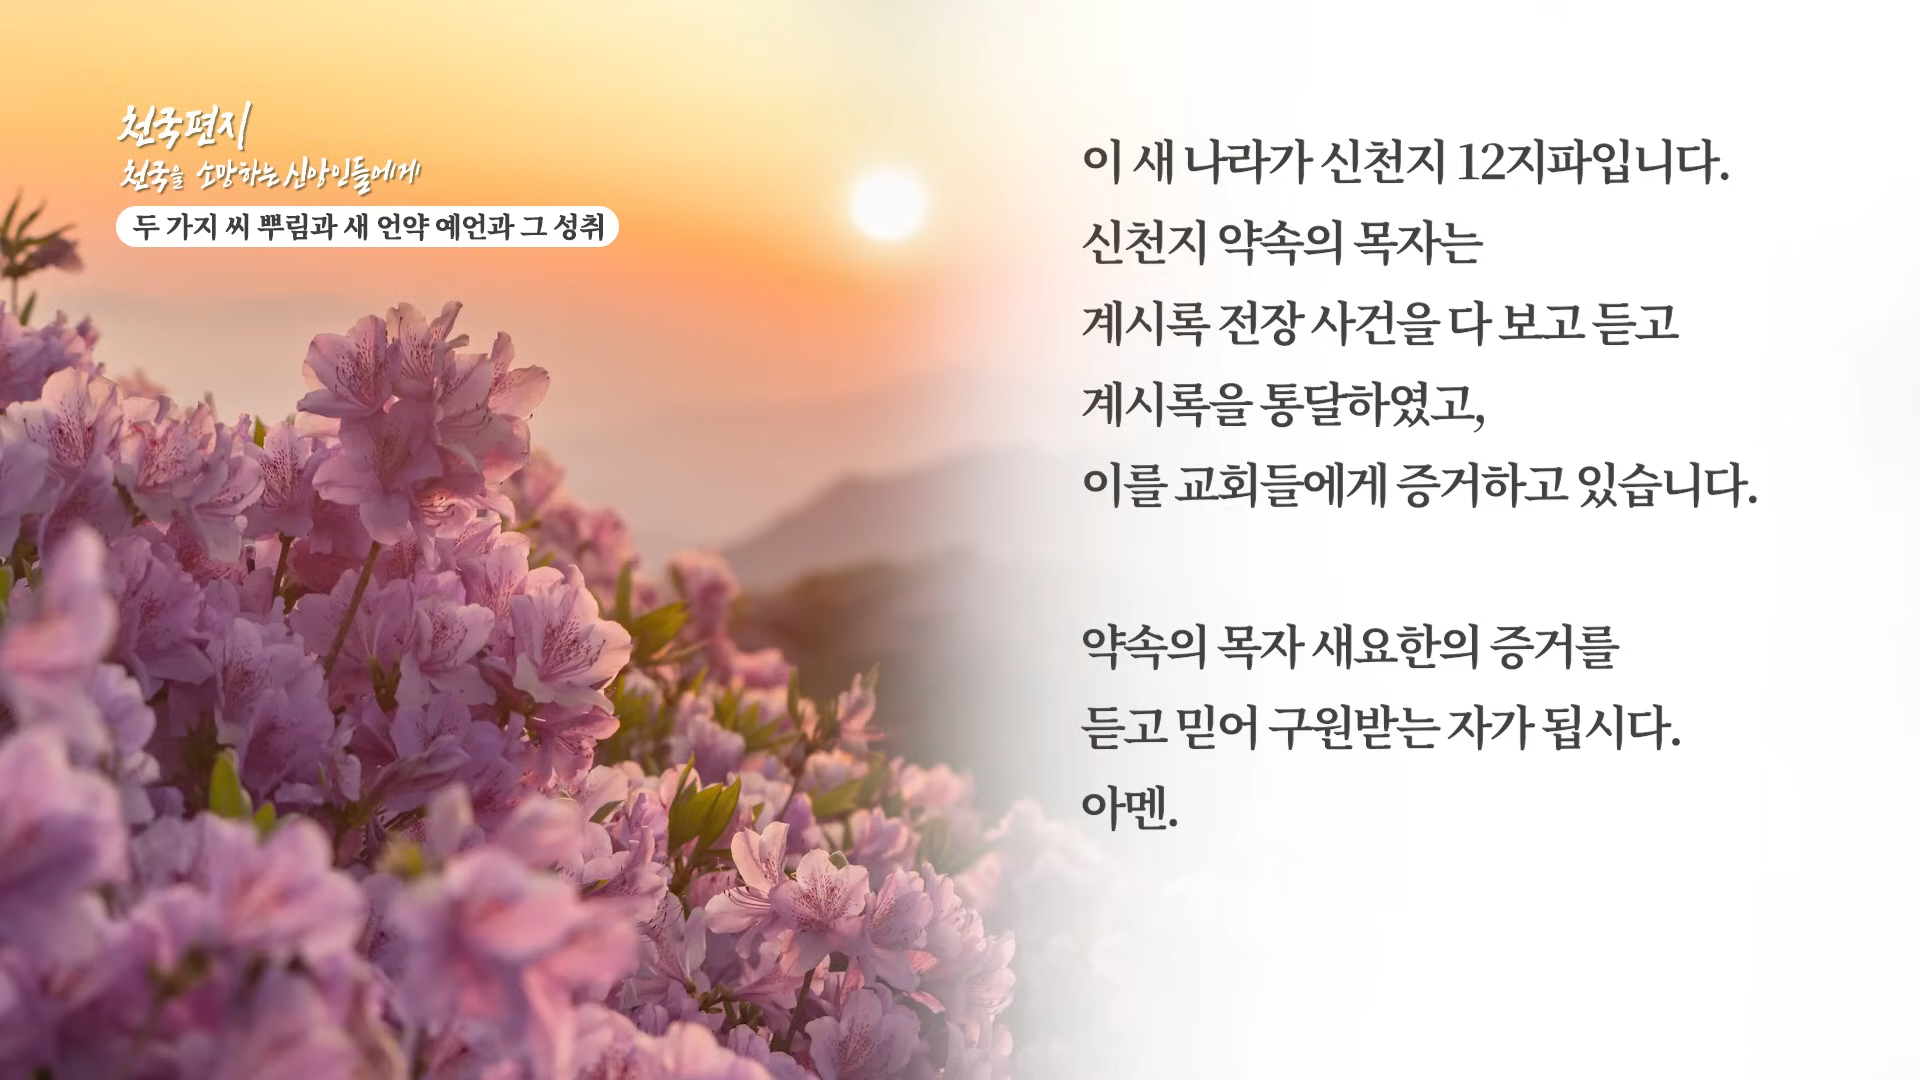 천국편지
천국을 소망하는 신앙인들에게
두 가지 씨 뿌림과 새 언약 예언과 그 성취
이 새 나라가 신천지 12지파입니다.
신천지 약속의 목자는
계시록 전장 사건을 다 보고 듣고
계시록을 통달하였고,
이를 교회들에게 증거하고 있습니다.
약속의 목자 새요한의 증거를
듣고 믿어 구원받는 자가 됩시다.
아멘.